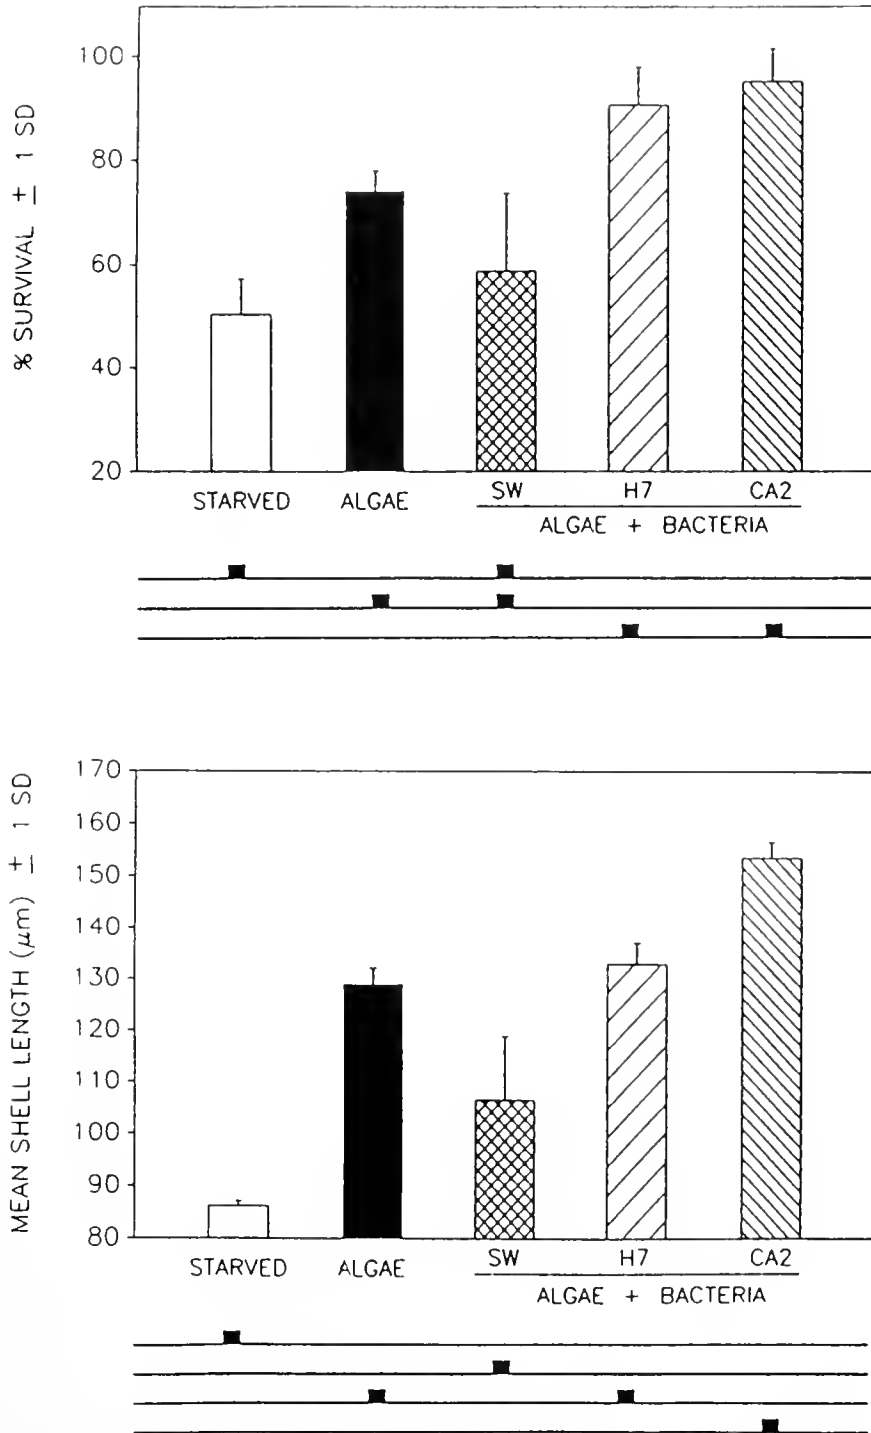 % SURVIVAL ± 1 SD
100
80
60
40
20
STARVED
ALGAE
SW
H7
CA2
ALGAE + BACTERIA
MEAN SHELL LENGTH (μm) ± 1 SD
170
160
150
140
130
120
110
100
90
80
STARVED
ALGAE
SW
H7
CA2
ALGAE + BACTERIA